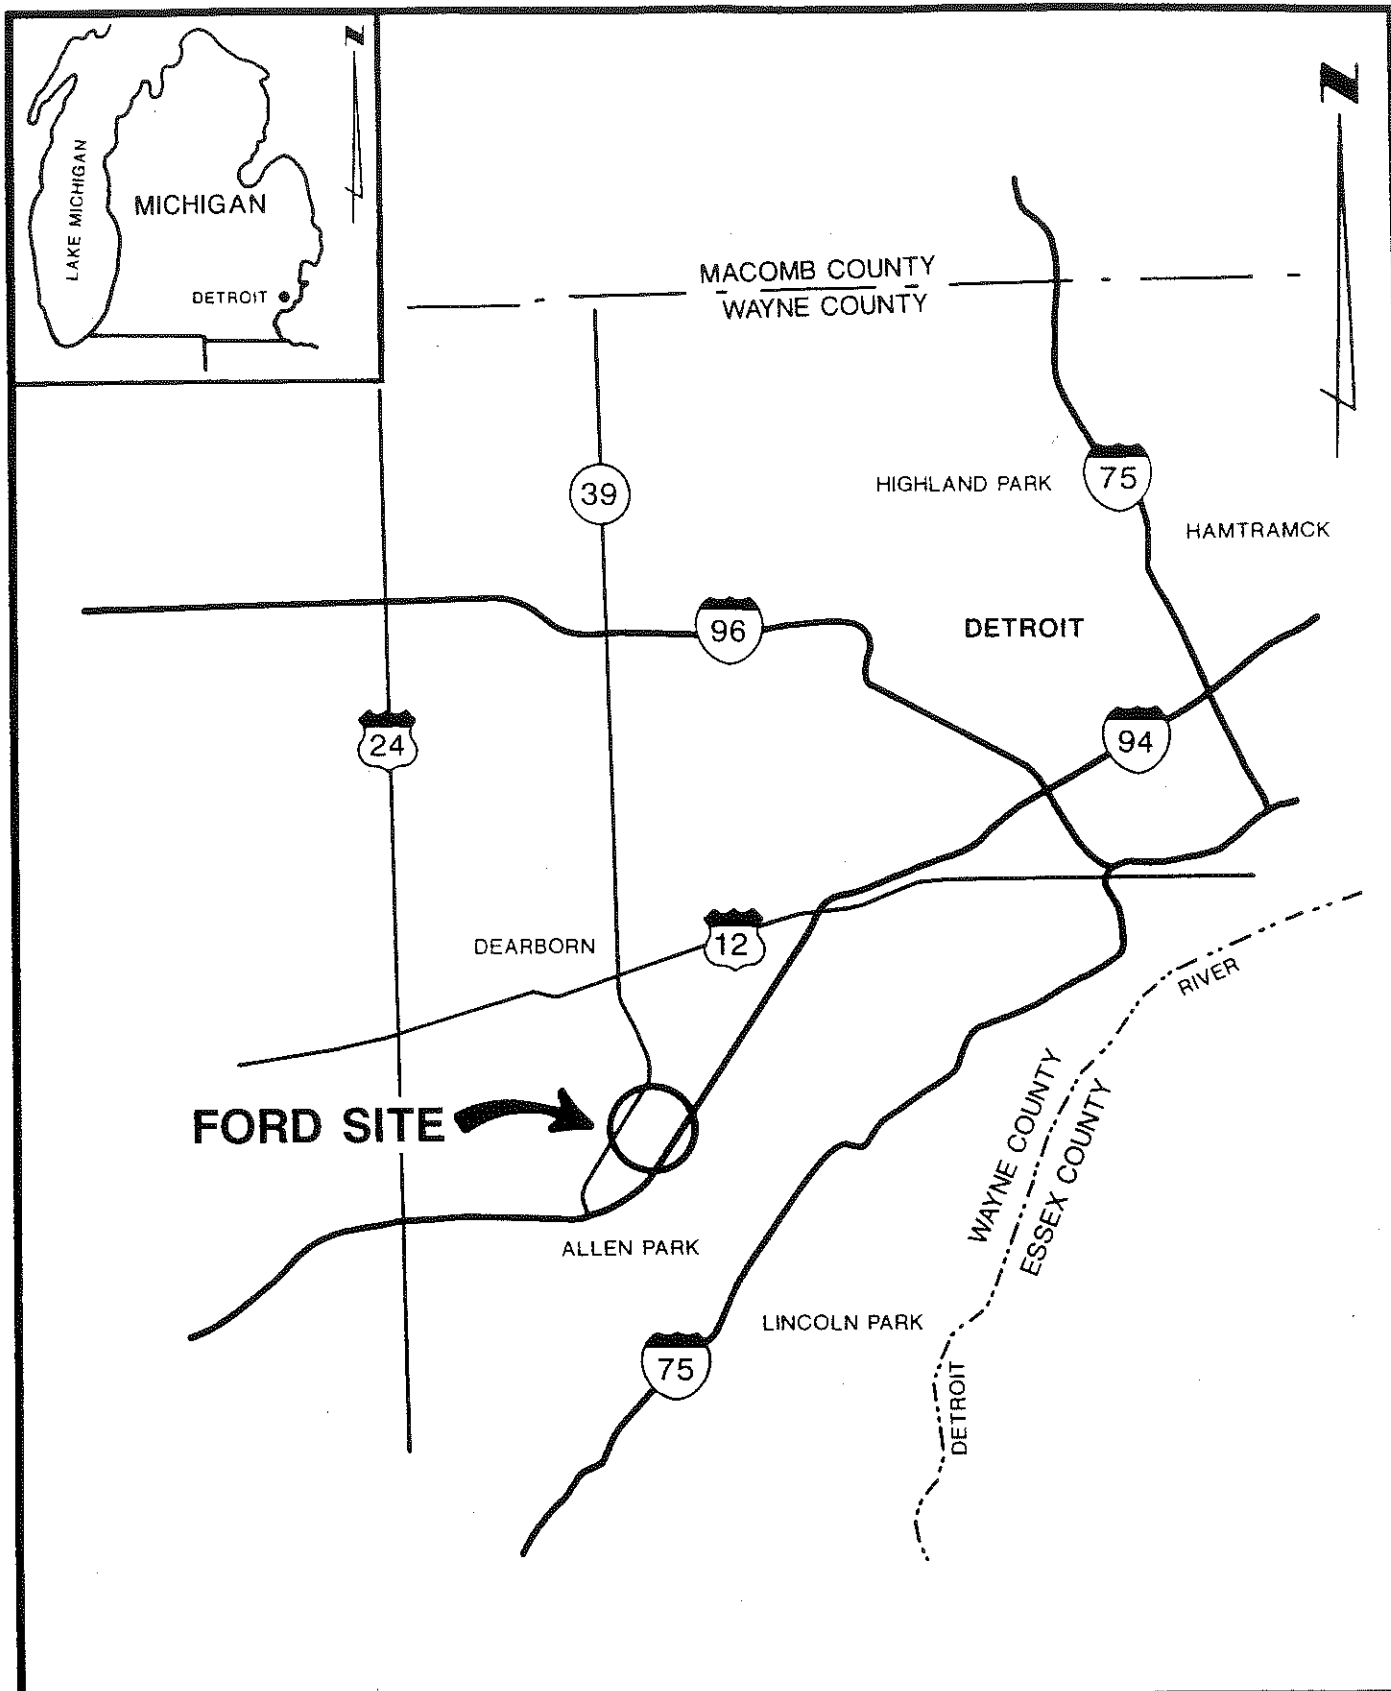 N
N
LAKE MICHIGAN
MICHIGAN
DETROIT
MACOMB COUNTY
WAYNE COUNTY
39
HIGHLAND PARK
75
HAMTRAMCK
96
DETROIT
24
94
DEARBORN
12
RIVER
FORD SITE
WAYNE COUNTY
ESSEX COUNTY
ALLEN PARK
LINCOLN PARK
75
DETROIT